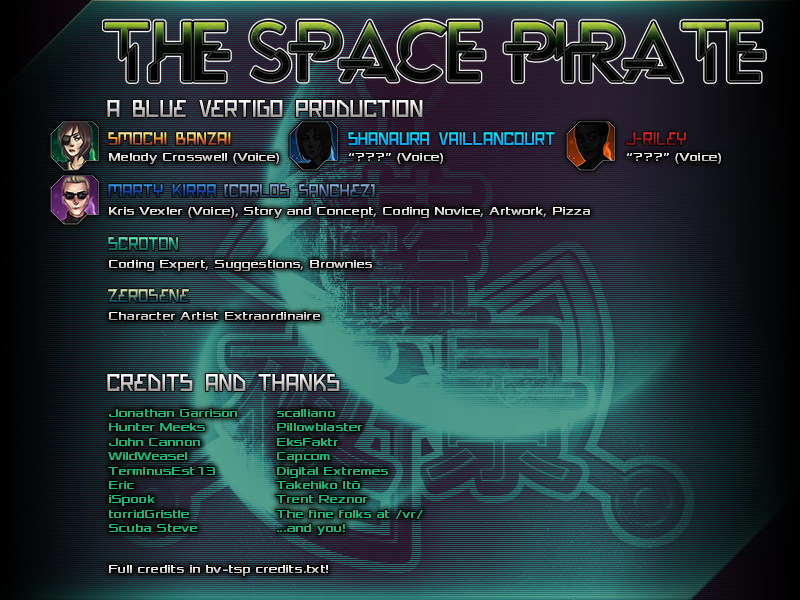 THE SPACE PIRATE
A BLUE VERTIGO PRODUCTION
SMOCHI BANZAI
Melody Crosswell (Voice)
SHANAURA VAILLANCOURT
"???" (Voice)
J-RILEY
"???" (Voice)
MARTY KIRRA (CARLOS SANCHEZ)
Kris Vexler (Voice), Story and Concept, Coding Novice, Artwork, Pizza
SCROTON
Coding Expert, Suggestions, Brownies
ZEROSENE
Character Artist Extraordinaire
CREDITS AND THANKS
Jonathan Garrison
Hunter Meeks
John Cannon
WildWeasel
TerminusEst13
Eric
iSpook
torridGristle
Scuba Steve
scalliano
Pillowblaster
EksFaktr
Capcom
Digital Extremes
Takehiko Itō
Trent Reznor
The fine folks at /vr/
...and you!
Full credits in bv-tsp credits.txt!